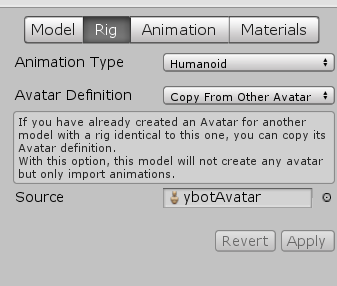 Model Rig Animation Materials
Animation Type Humanoid
Avatar Definition Copy From Other Avatar
If you have already created an Avatar for another
model with a rig identical to this one, you can copy its
Avatar definition.
With this option, this model will not create any avatar
but only import animations.
Source ybotAvatar
Revert Apply